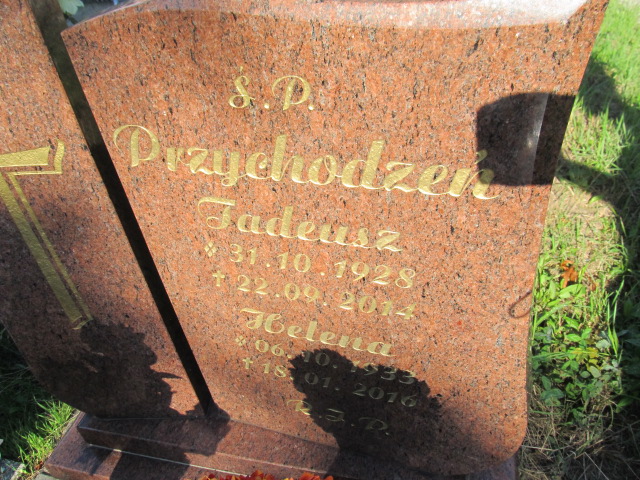 Ś.P.
Przychodzeń
Tadeusz
* 31.10.1928
+ 22.09.2014
Helena
* 06.10.1933
+ 18.01.2016
R.I.P.